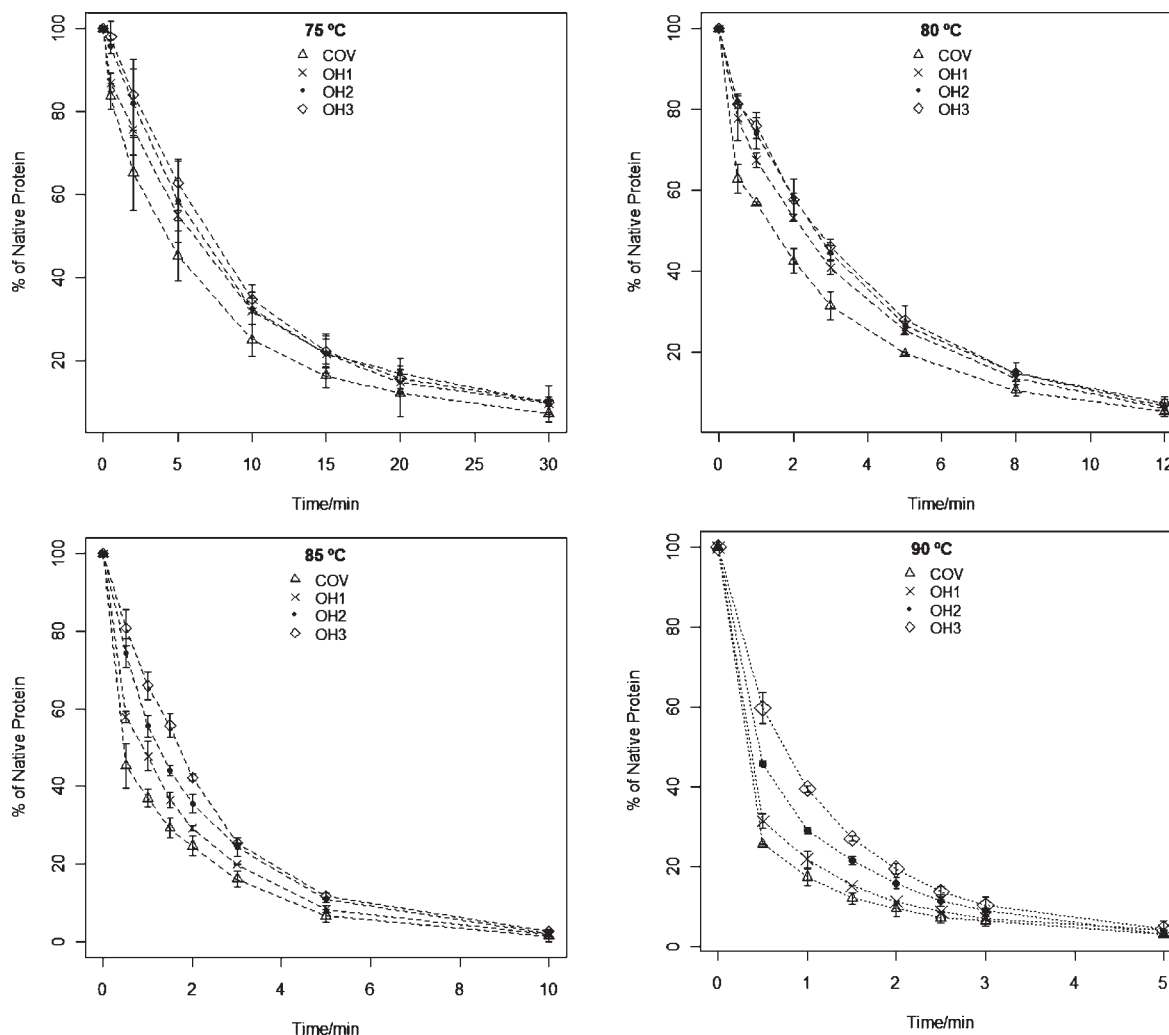 75 ºC
COV
OH1
OH2
OH3
% of Native Protein
100
80
60
40
20
0 5 10 15 20 25 30
Time/min
80 ºC
COV
OH1
OH2
OH3
% of Native Protein
100
80
60
40
20
0 2 4 6 8 10 12
Time/min
85 ºC
COV
OH1
OH2
OH3
% of Native Protein
100
80
60
40
20
0
0 2 4 6 8 10
Time/min
90 ºC
COV
OH1
OH2
OH3
% of Native Protein
100
80
60
40
20
0
0 1 2 3 4 5
Time/min